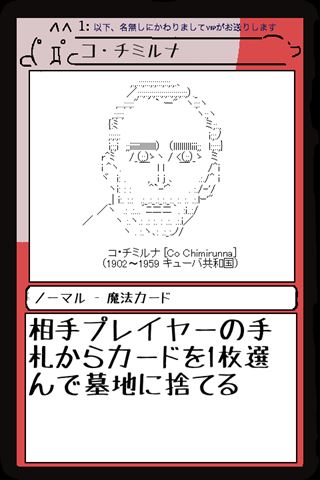 1: 以下、名無しにかわりましてVIPがお送りします
コ・チミルナ
コ・チミルナ [Co Chimirunna]
(1902～1959 キューバ共和国)
ノーマル - 魔法カード
相手プレイヤーの手
札からカードを1枚選
んで墓地に捨てる